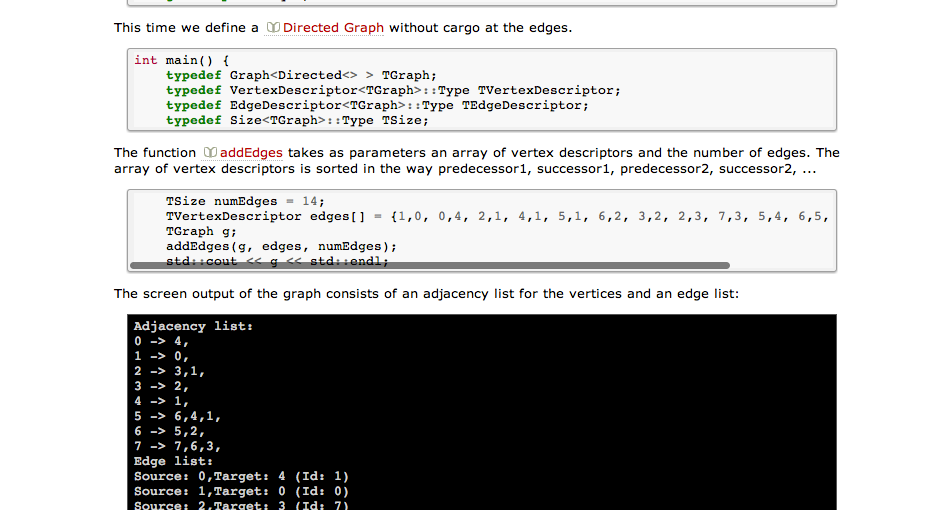 This time we define a Directed Graph without cargo at the edges.
int main() {
typedef Graph<Directed<> > TGraph;
typedef VertexDescriptor<TGraph>::Type TVertexDescriptor;
typedef EdgeDescriptor<TGraph>::Type TEdgeDescriptor;
typedef Size<TGraph>::Type TSize;
The function addEdges takes as parameters an array of vertex descriptors and the number of edges. The
array of vertex descriptors is sorted in the way predecessor1, successor1, predecessor2, successor2, ...
TSize numEdges = 14;
TVertexDescriptor edges[] = {1,0, 0,4, 2,1, 4,1, 5,1, 6,2, 3,2, 2,3, 7,3, 5,4, 6,5,
TGraph g;
addEdges(g, edges, numEdges);
std::cout << g << std::endl;
The screen output of the graph consists of an adjacency list for the vertices and an edge list:
Adjacency list:
0 -> 4,
1 -> 0,
2 -> 3,1,
3 -> 2,
4 -> 1,
5 -> 6,4,1,
6 -> 5,2,
7 -> 7,6,3,
Edge list:
Source: 0,Target: 4 (Id: 1)
Source: 1,Target: 0 (Id: 0)
Source: 2,Target: 3 (Id: 7)